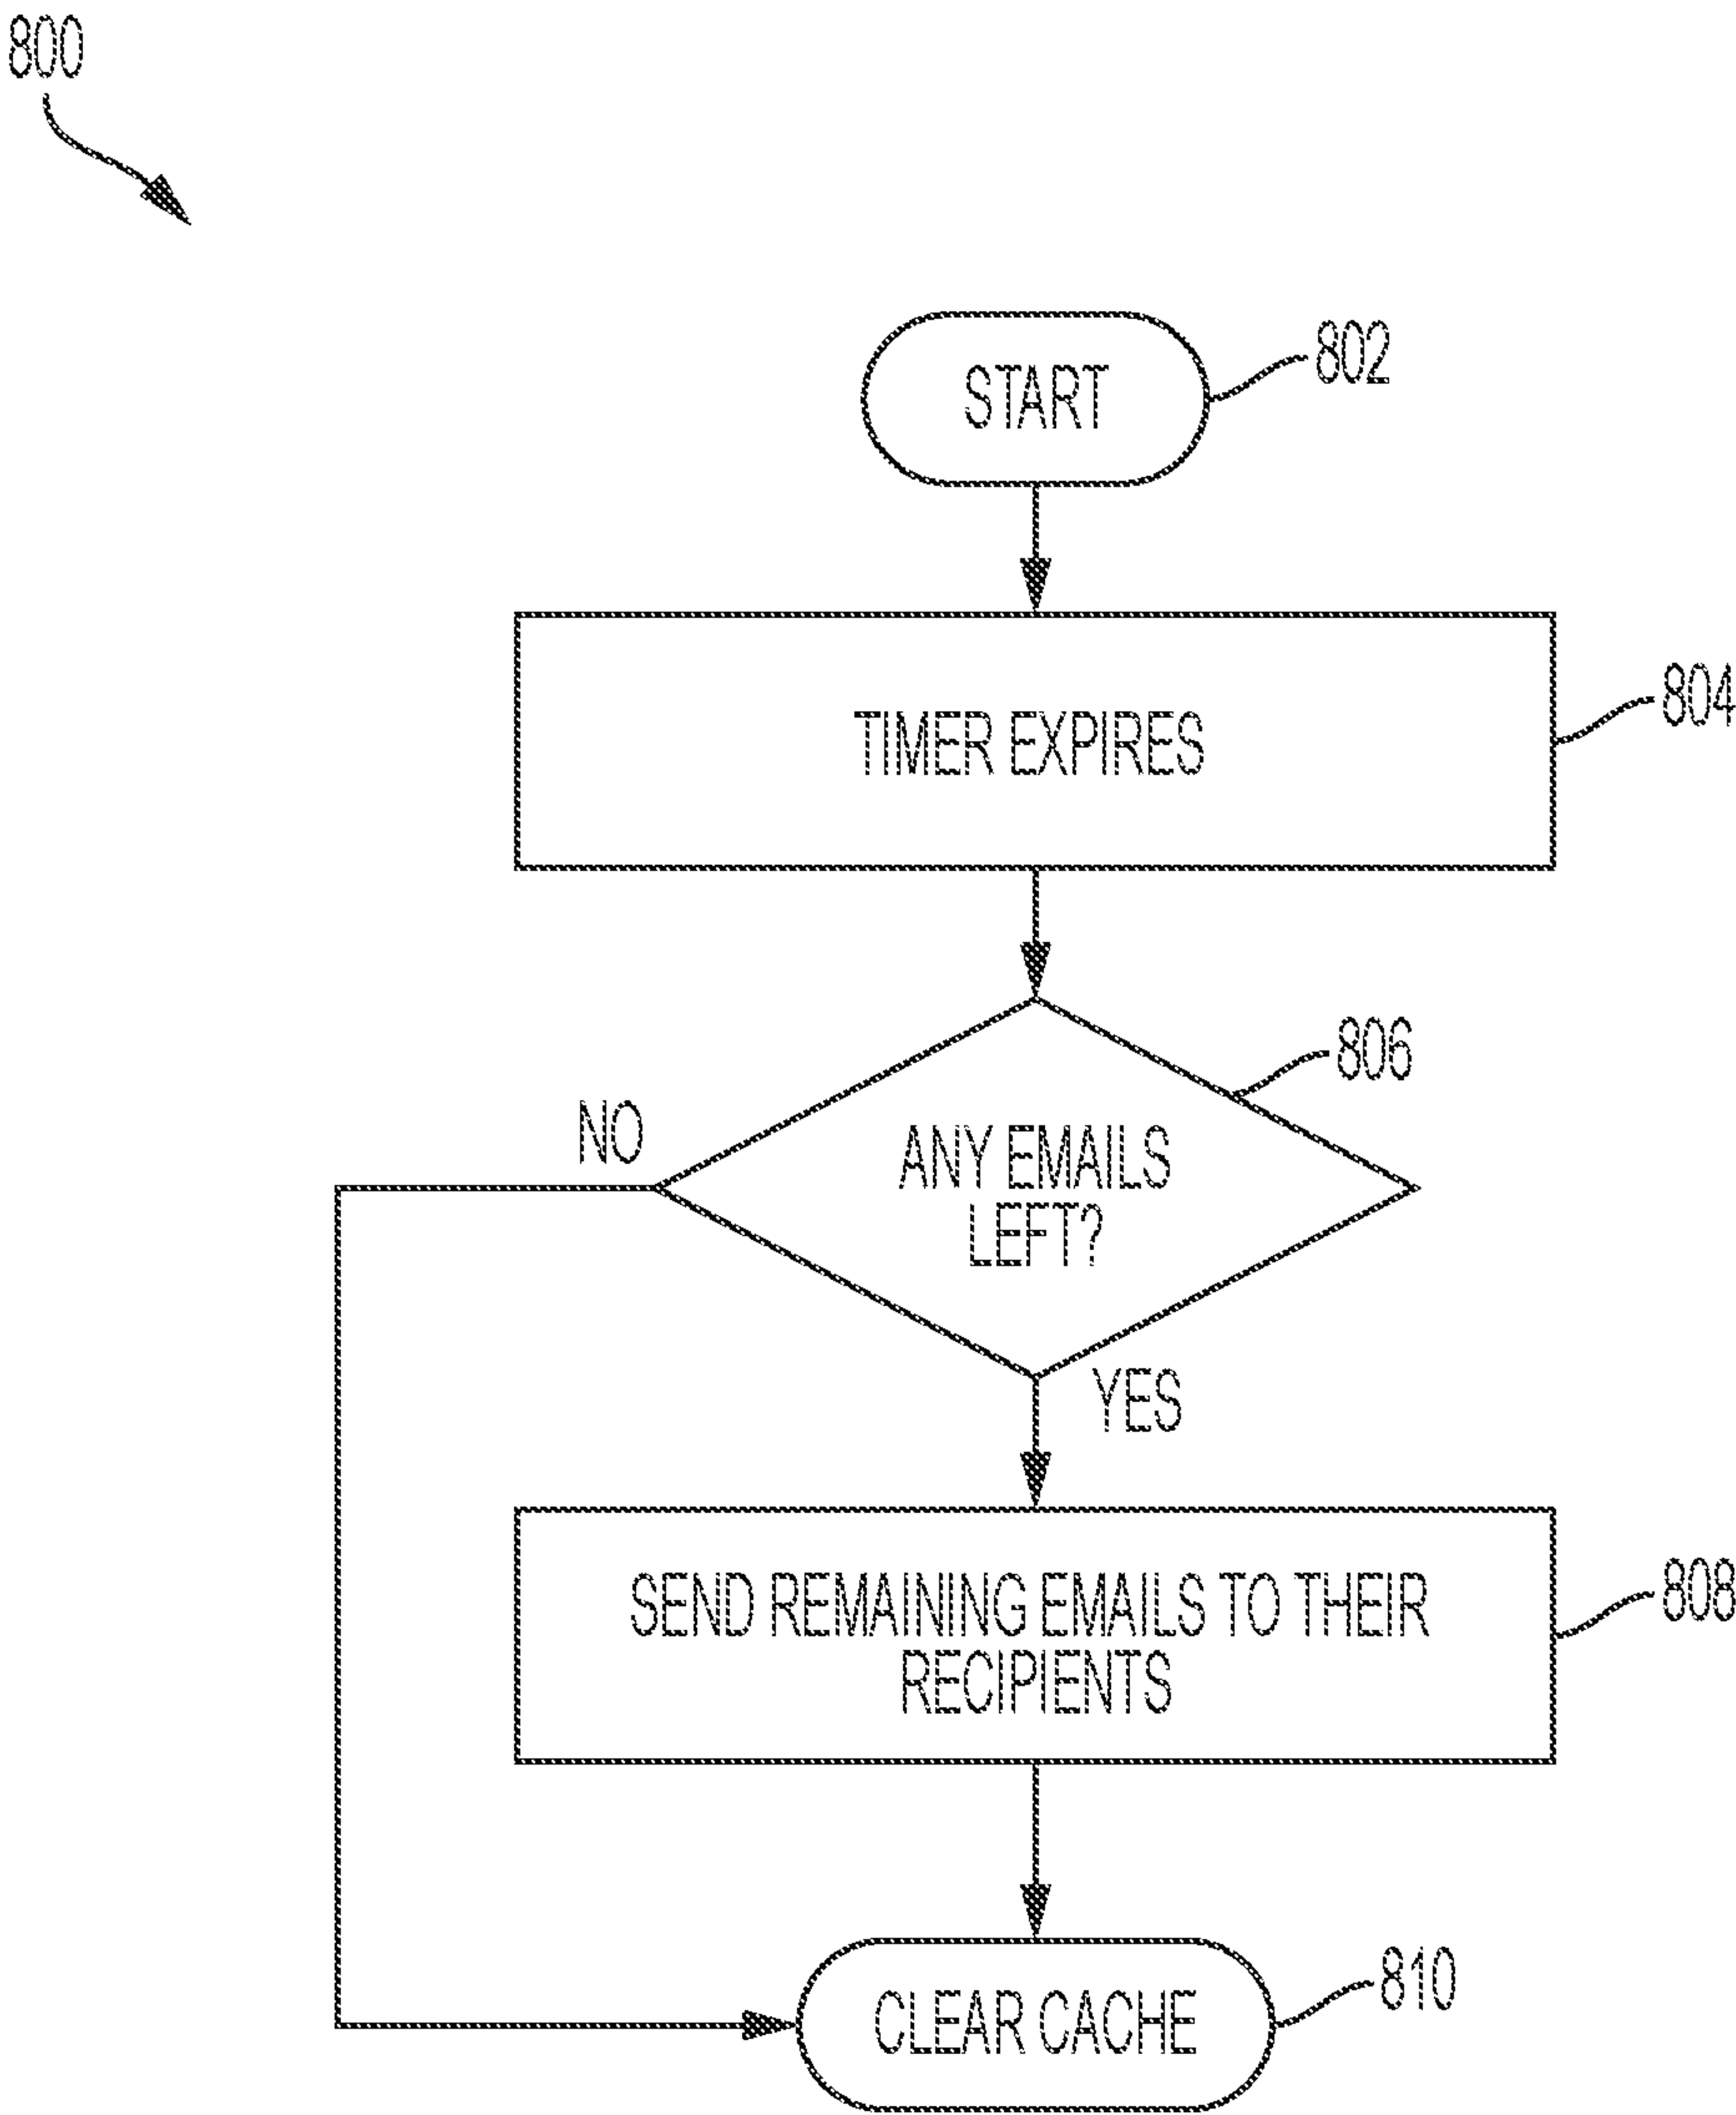 800
START
802
TIMER EXPIRES
804
806
NO
ANY EMAILS
LEFT?
YES
SEND REMAINING EMAILS TO THEIR
RECIPIENTS
808
CLEAR CACHE
810